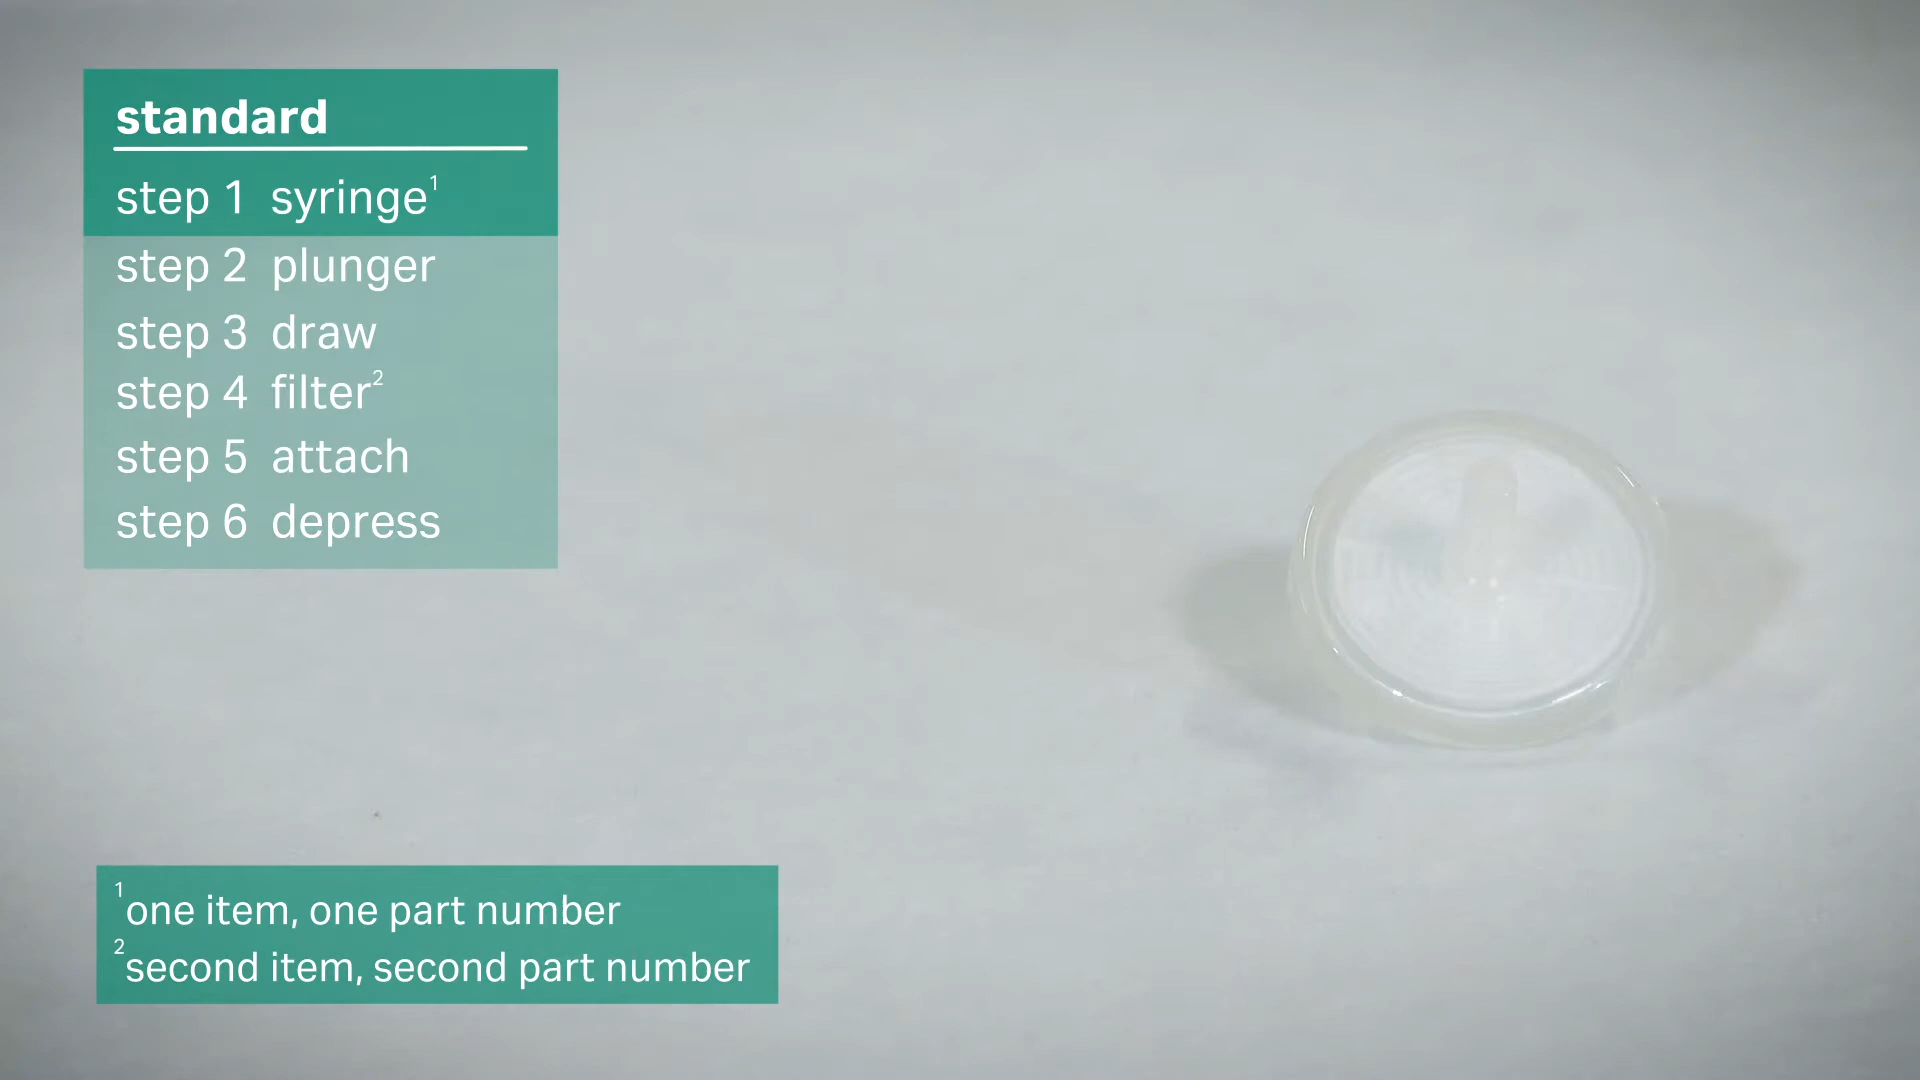 standard
step 1 syringe¹
step 2 plunger
step 3 draw
step 4 filter²
step 5 attach
step 6 depress
¹one item, one part number
²second item, second part number